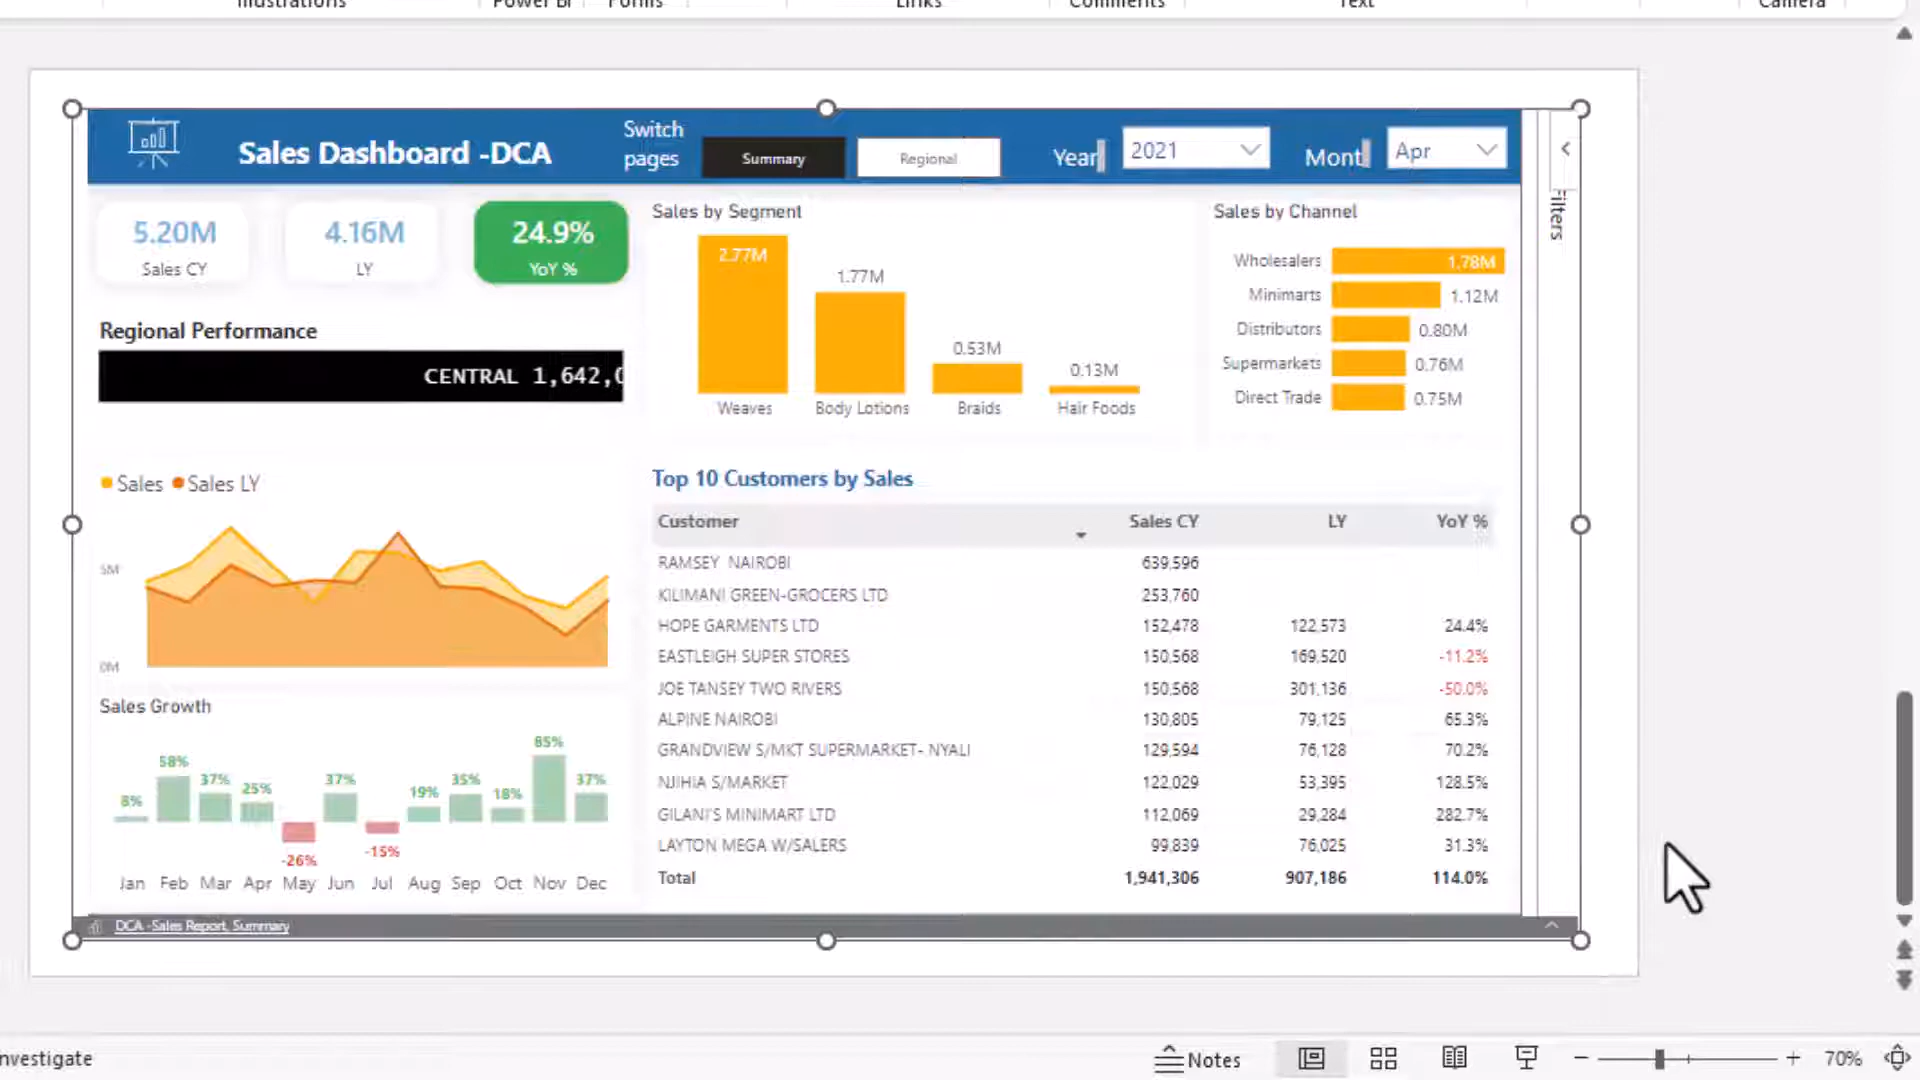 Illustrations Power BI Forms Links Comments Text Camera
Sales Dashboard -DCA
Switch
pages
Summary
Regional
Year
2021
Mont
Apr
Filters
5.20M
Sales CY
4.16M
LY
24.9%
YoY %
Regional Performance
CENTRAL 1,642,0
Sales by Segment
2.77M
1.77M
0.53M
0.13M
Weaves Body Lotions Braids Hair Foods
Sales by Channel
Wholesalers 1.78M
Minimarts 1.12M
Distributors 0.80M
Supermarkets 0.76M
Direct Trade 0.75M
Sales Sales LY
5M
0M
Sales Growth
8% 58% 37% 25% -26% 37% -15% 19% 35% 18% 85% 37%
Jan Feb Mar Apr May Jun Jul Aug Sep Oct Nov Dec
Top 10 Customers by Sales
Customer Sales CY LY YoY %
RAMSEY NAIROBI 639,596
KILIMANI GREEN-GROCERS LTD 253,760
HOPE GARMENTS LTD 152,478 122,573 24.4%
EASTLEIGH SUPER STORES 150,568 169,520 -11.2%
JOE TANSEY TWO RIVERS 150,568 301,136 -50.0%
ALPINE NAIROBI 130,805 79,125 65.3%
GRANDVIEW S/MKT SUPERMARKET- NYALI 129,594 76,128 70.2%
NJIHIA S/MARKET 122,029 53,395 128.5%
GILANI'S MINIMART LTD 112,069 29,284 282.7%
LAYTON MEGA W/SALERS 99,839 76,025 31.3%
Total 1,941,306 907,186 114.0%
DCA -Sales Report, Summary
nvestigate
Notes
70%